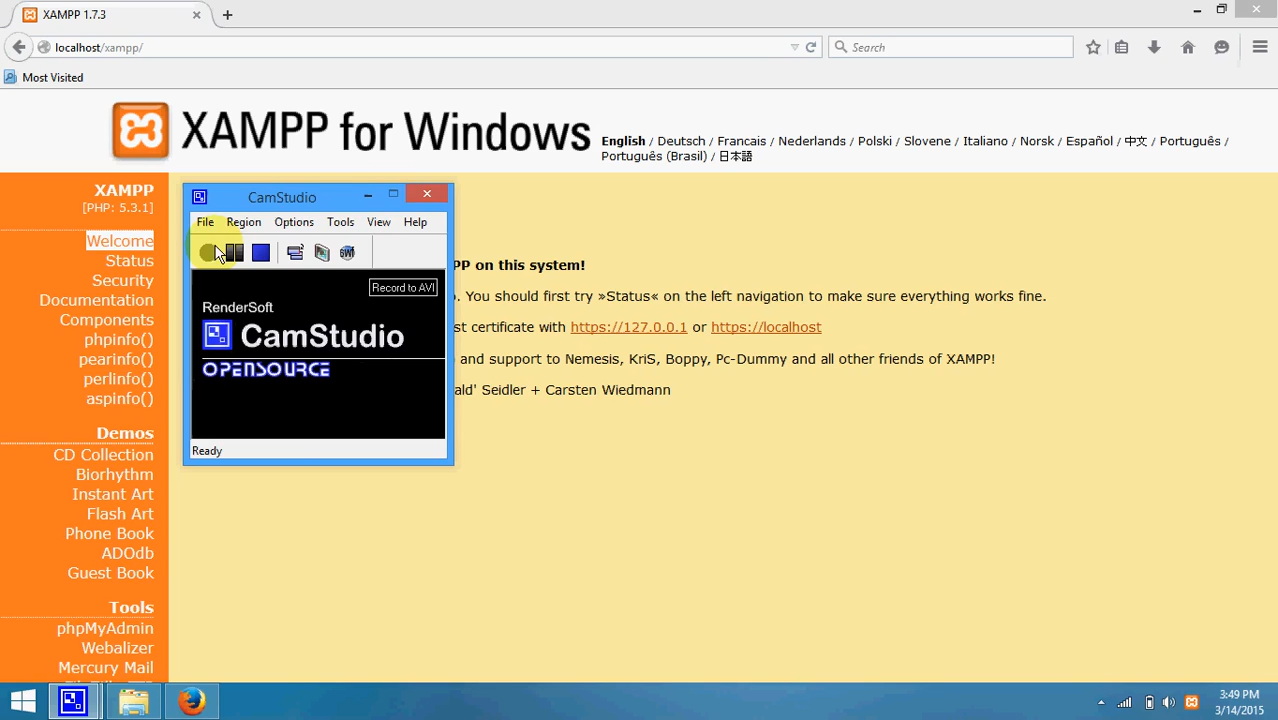 XAMPP 1.7.3
localhost/xampp/
Search
Most Visited
XAMPP for Windows
English / Deutsch / Francais / Nederlands / Polski / Slovene / Italiano / Norsk / Español / 中文 / Português /
Português (Brasil) / 日本語
XAMPP
[PHP: 5.3.1]
Welcome
Status
Security
Documentation
Components
phpinfo()
pearinfo()
perlinfo()
aspinfo()
Demos
CD Collection
Biorhythm
Instant Art
Flash Art
Phone Book
ADOdb
Guest Book
Tools
phpMyAdmin
Webalizer
Mercury Mail
CamStudio
File Region Options Tools View Help
Record to AVI
RenderSoft
CamStudio
OPENSOURCE
Ready
PP on this system!
. You should first try »Status« on the left navigation to make sure everything works fine.
st certificate with https://127.0.0.1 or https://localhost
and support to Nemesis, KriS, Boppy, Pc-Dummy and all other friends of XAMPP!
ald' Seidler + Carsten Wiedmann
3:49 PM
3/14/2015